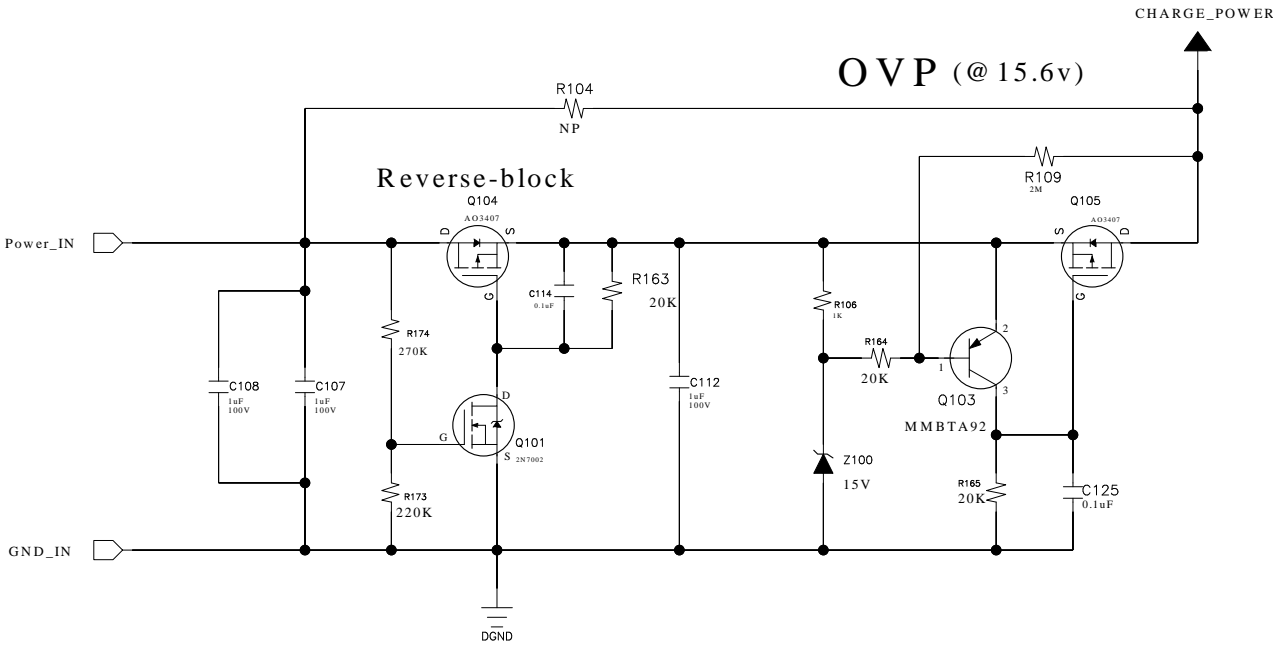 CHARGE_POWER
OVP (@ 15.6v)
R104
NP
Reverse-block
R109
2M
Q104
AO3407
Q105
AO3407
Power_IN
D
S
G
S
D
G
C114
0.1uF
R163
20K
R106
1K
R174
270K
R164
20K
2
1
3
Q103
MMBTA92
C108
1uF
100V
C107
1uF
100V
C112
1uF
100V
D
G
S
Q101
2N7002
Z100
15V
R173
220K
R165
20K
C125
0.1uF
GND_IN
DGND